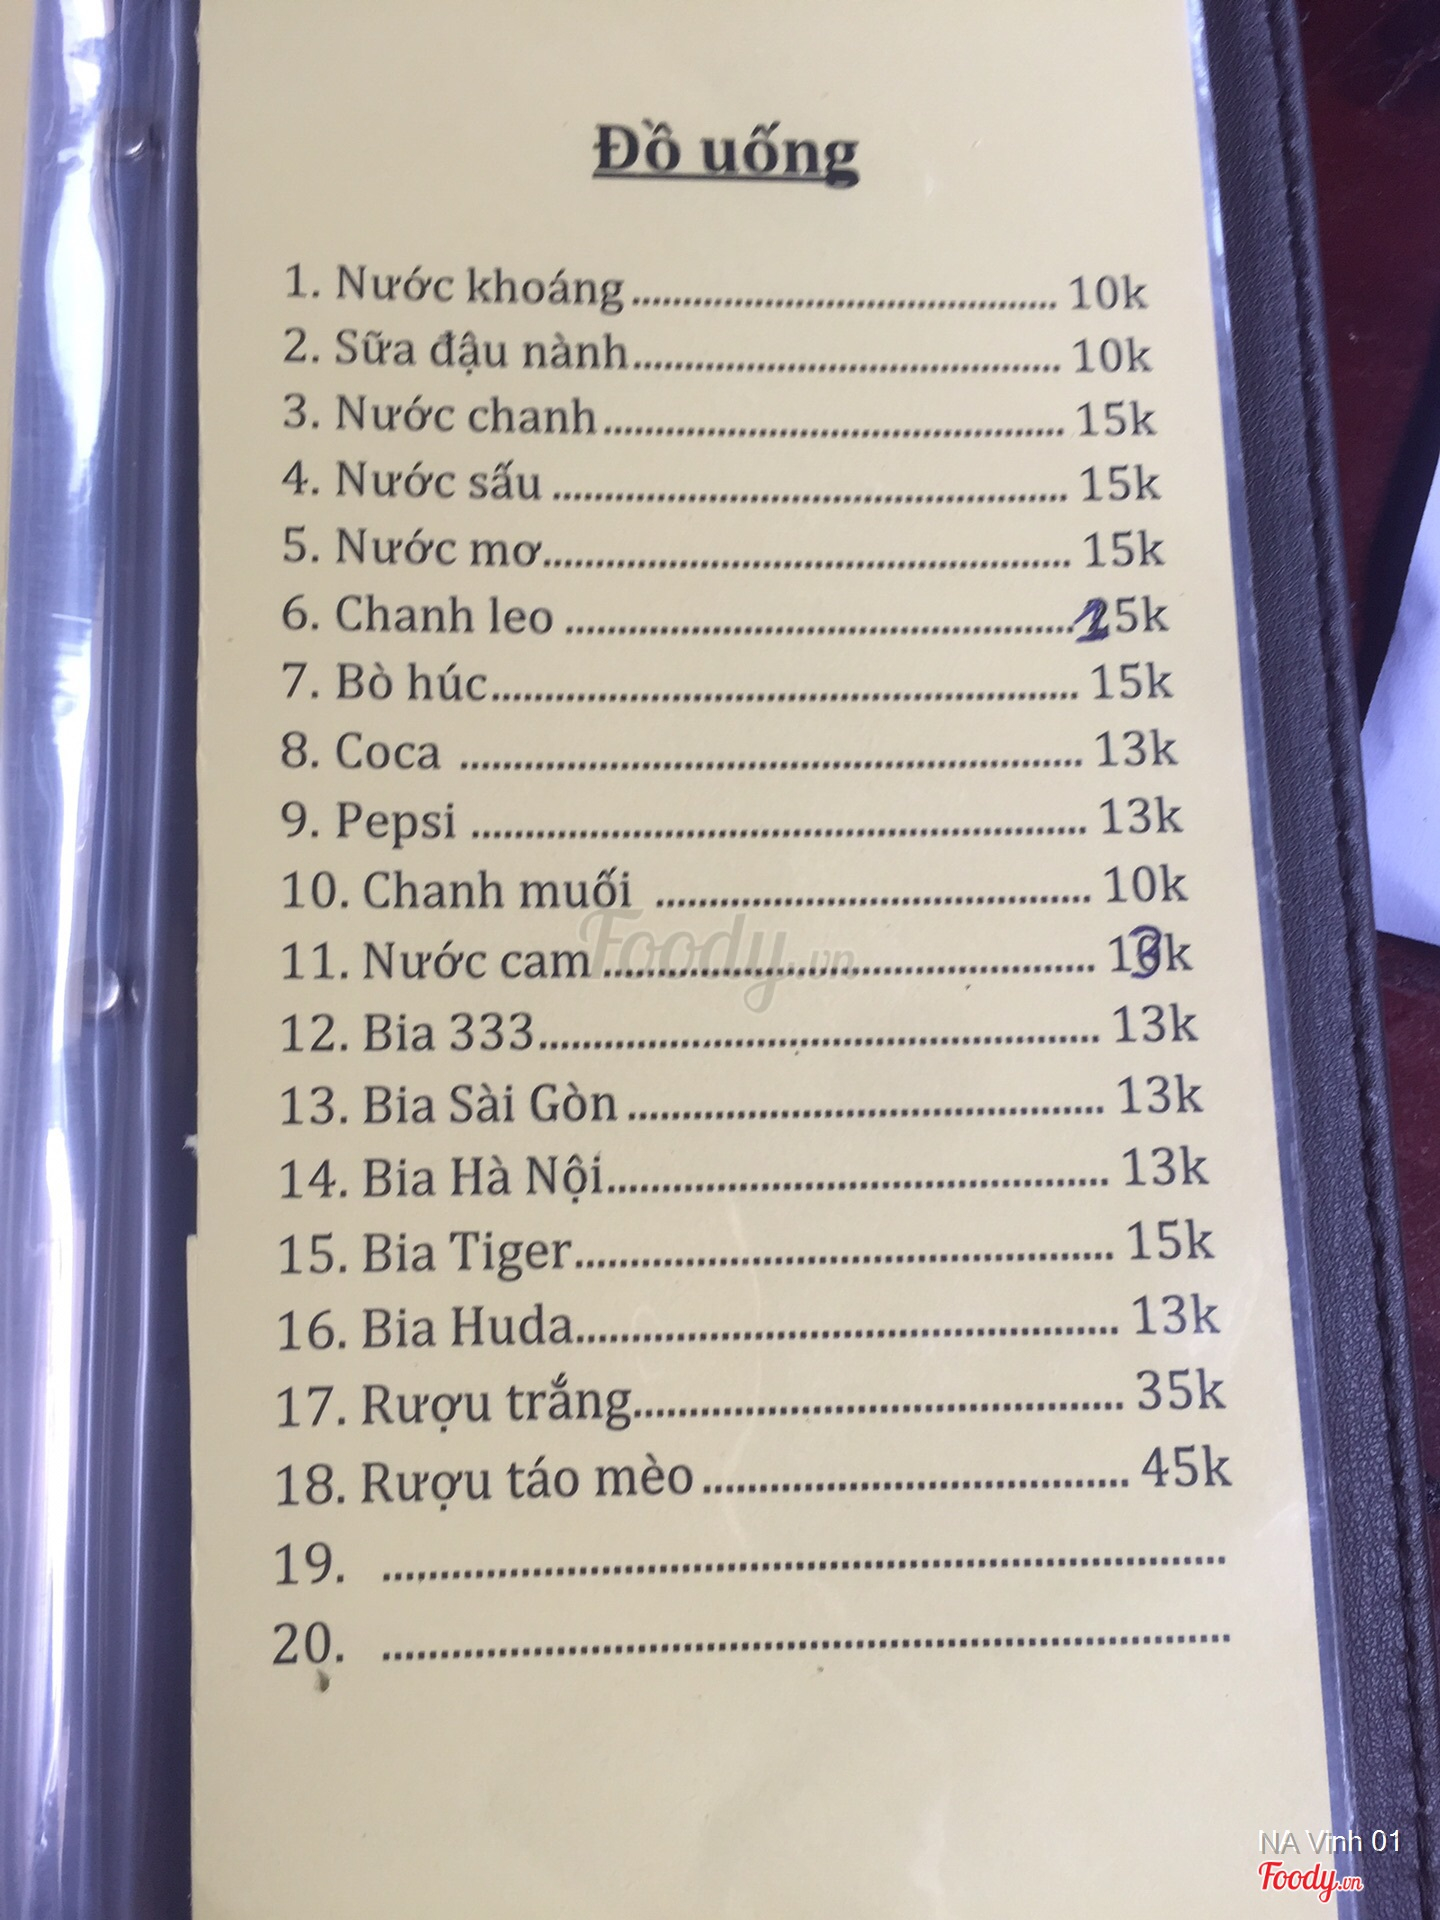 Đồ uống
1. Nước khoáng ........................................ 10k
2. Sữa đậu nành ........................................ 10k
3. Nước chanh ........................................ 15k
4. Nước sấu ........................................ 15k
5. Nước mơ ........................................ 15k
6. Chanh leo ........................................
7. Bò húc ........................................ 15k
8. Coca ........................................ 13k
9. Pepsi ........................................ 13k
10. Chanh muối ........................................ 10k
11. Nước cam ........................................
12. Bia 333 ........................................ 13k
13. Bia Sài Gòn ........................................ 13k
14. Bia Hà Nội ........................................ 13k
15. Bia Tiger ........................................ 15k
16. Bia Huda ........................................ 13k
17. Rượu trắng ........................................ 35k
18. Rượu táo mèo ........................................ 45k
19. ........................................
20. ........................................
Foody.vn
NA Vinh 01
Foody.vn